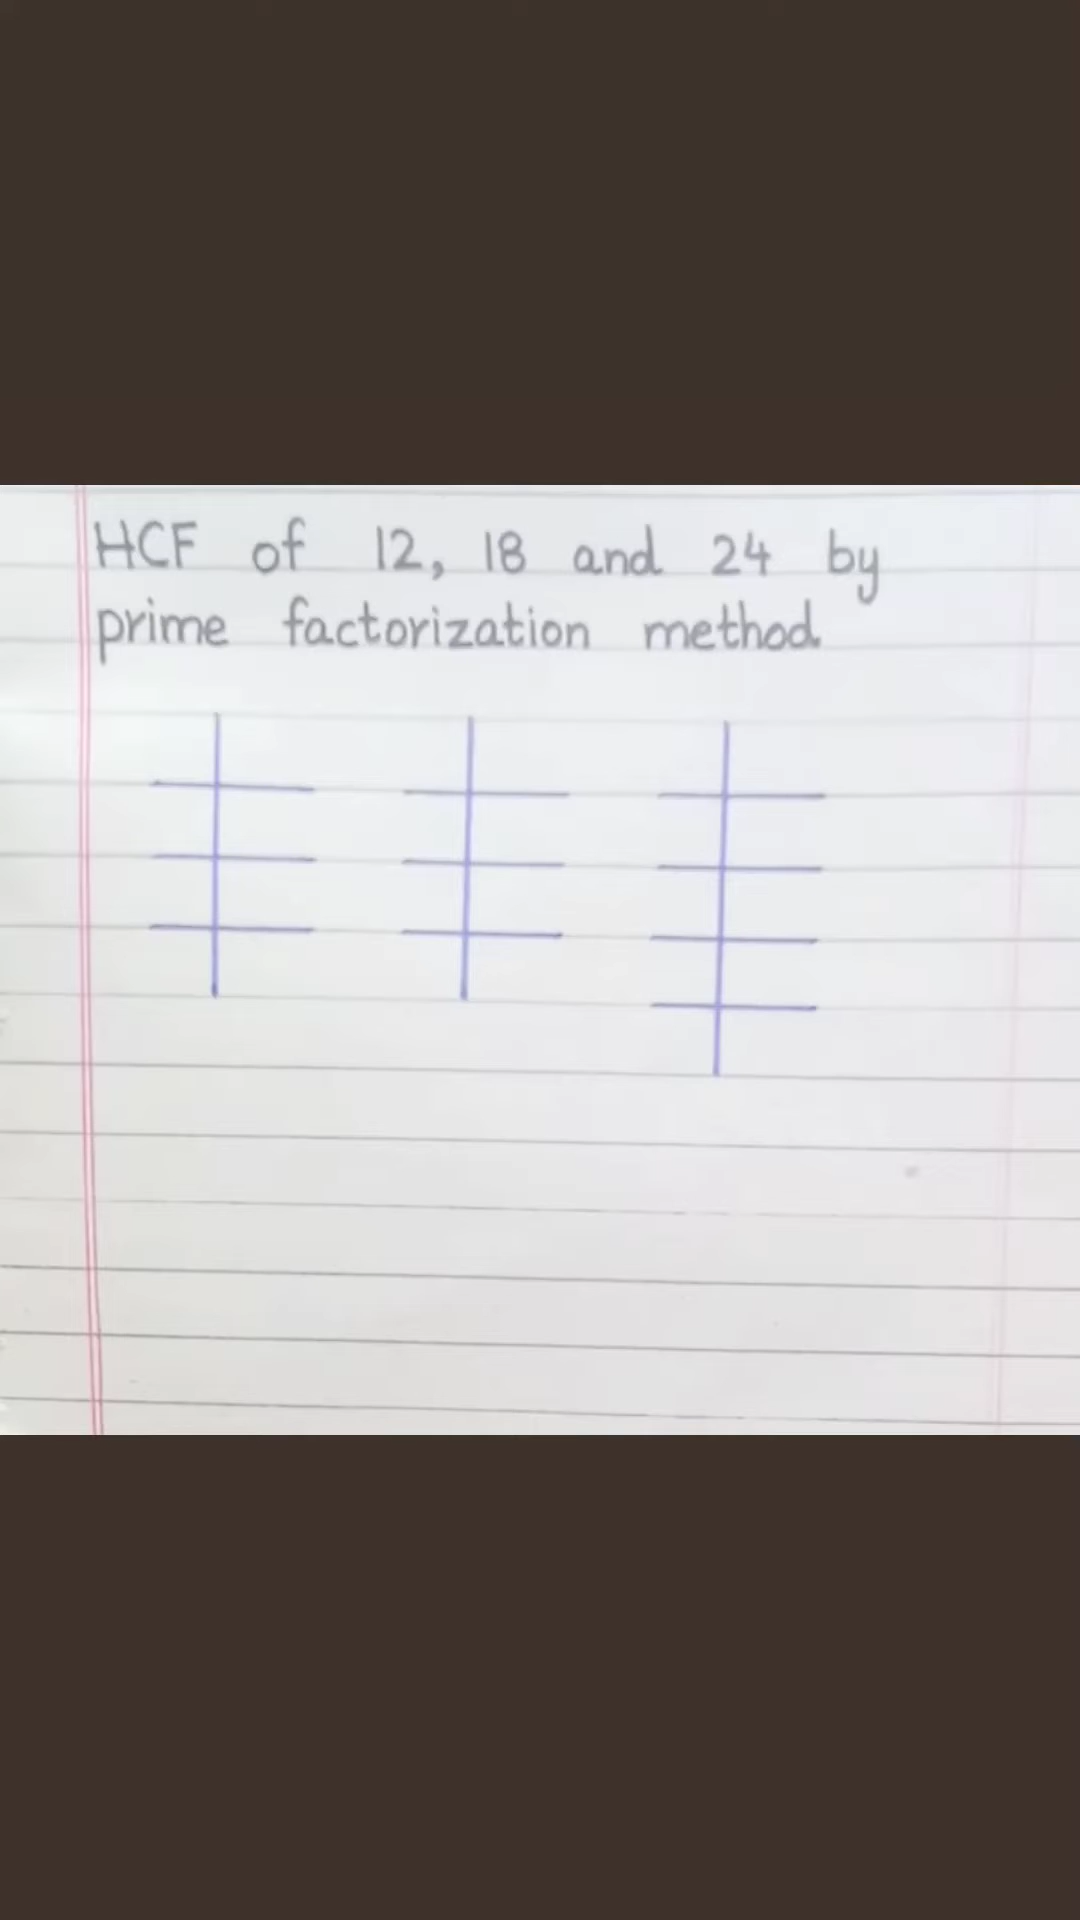 HCF of 12, 18 and 24 by
prime factorization method